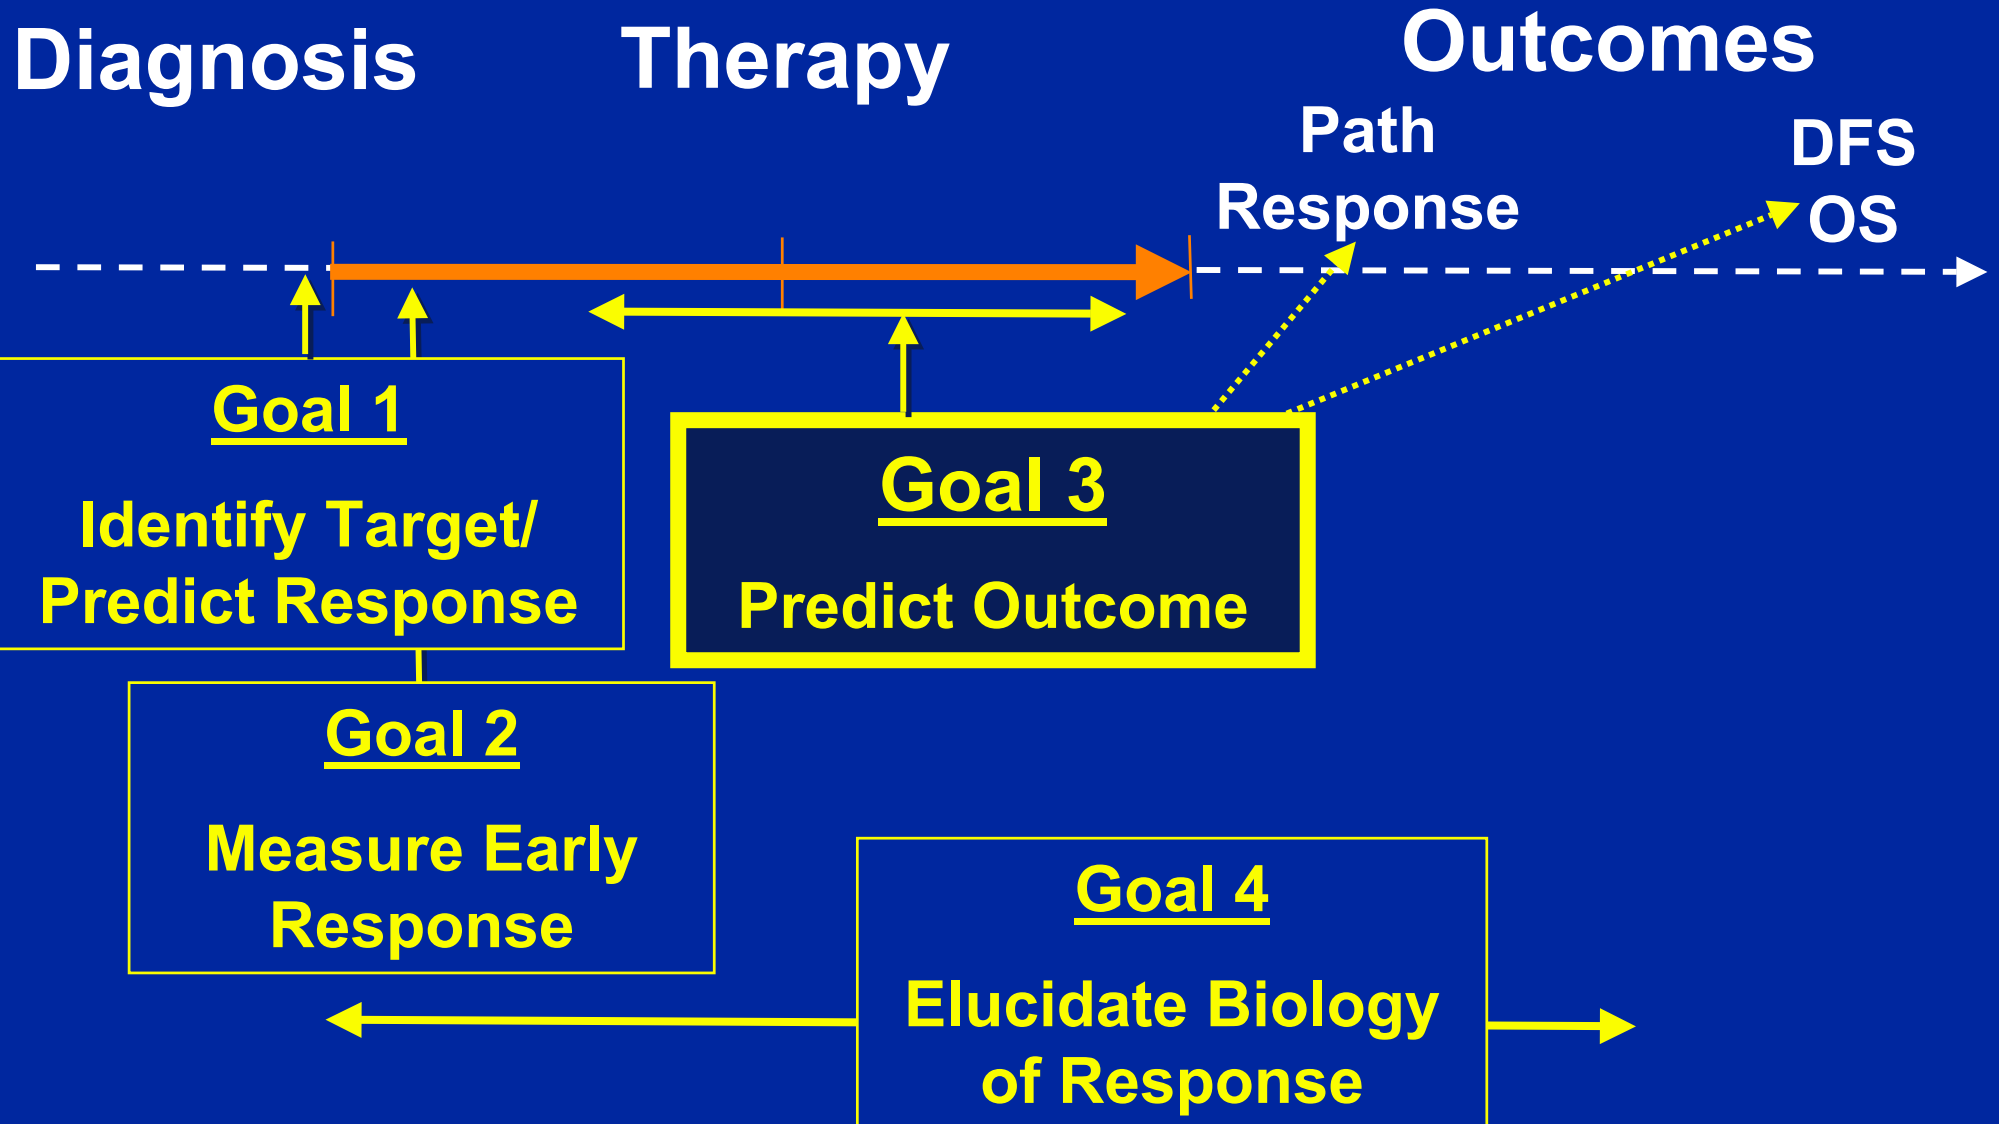 Diagnosis
Therapy
Outcomes
Path
Response
DFS
OS
Goal 1
Identify Target/
Predict Response
Goal 3
Predict Outcome
Goal 2
Measure Early
Response
Goal 4
Elucidate Biology
of Response